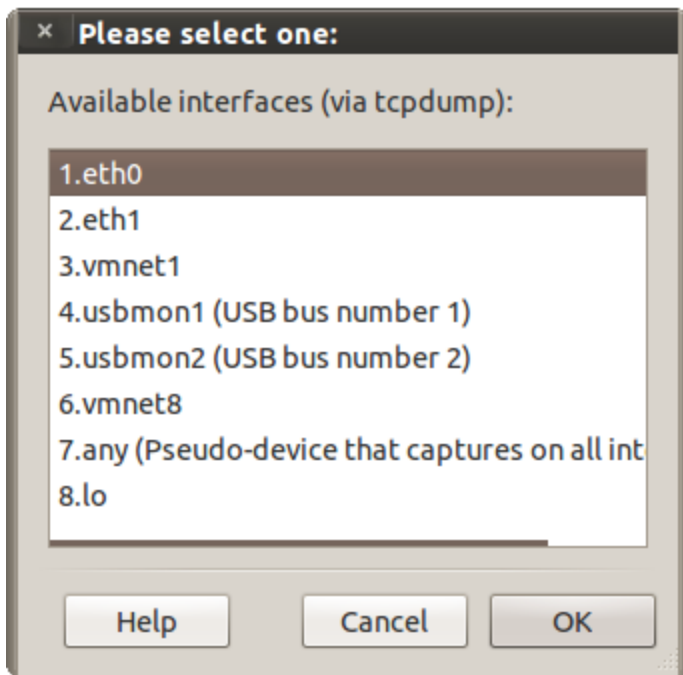 Please select one:
Available interfaces (via tcpdump):
1.eth0
2.eth1
3.vmnet1
4.usbmon1 (USB bus number 1)
5.usbmon2 (USB bus number 2)
6.vmnet8
7.any (Pseudo-device that captures on all int
8.lo
Help Cancel OK